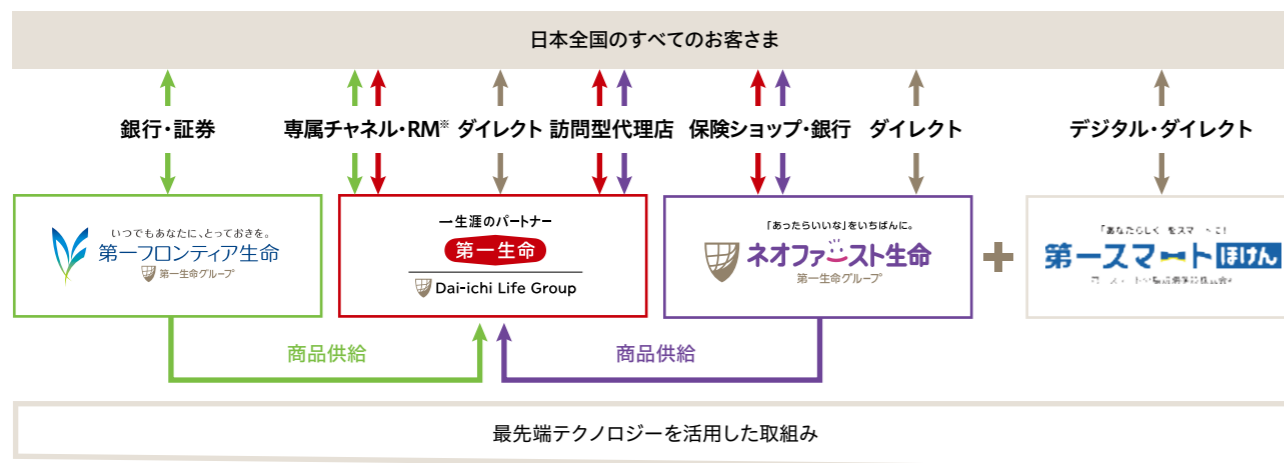 日本全国のすべてのお客さま
銀行・証券
専属チャネル・RM※
ダイレクト
訪問型代理店
保険ショップ・銀行
ダイレクト
デジタル・ダイレクト
いつでもあなたに、とっておきを。
第一フロンティア生命
第一生命グループ
一生涯のパートナー
第一生命
Dai-ichi Life Group
「あったらいいな」をいちばんに。
ネオファースト生命
第一生命グループ
+
第一スマートほけん
商品供給
商品供給
最先端テクノロジーを活用した取組み